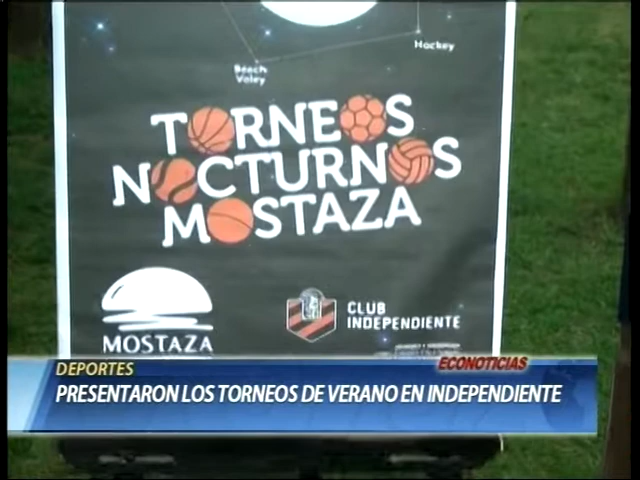 Hockey
Beach
Voley
TORNEOS
NOCTURNOS
MOSTAZA
MOSTAZA
CLUB
INDEPENDIENTE
ECONOTICIAS
DEPORTES
PRESENTARON LOS TORNEOS DE VERANO EN INDEPENDIENTE